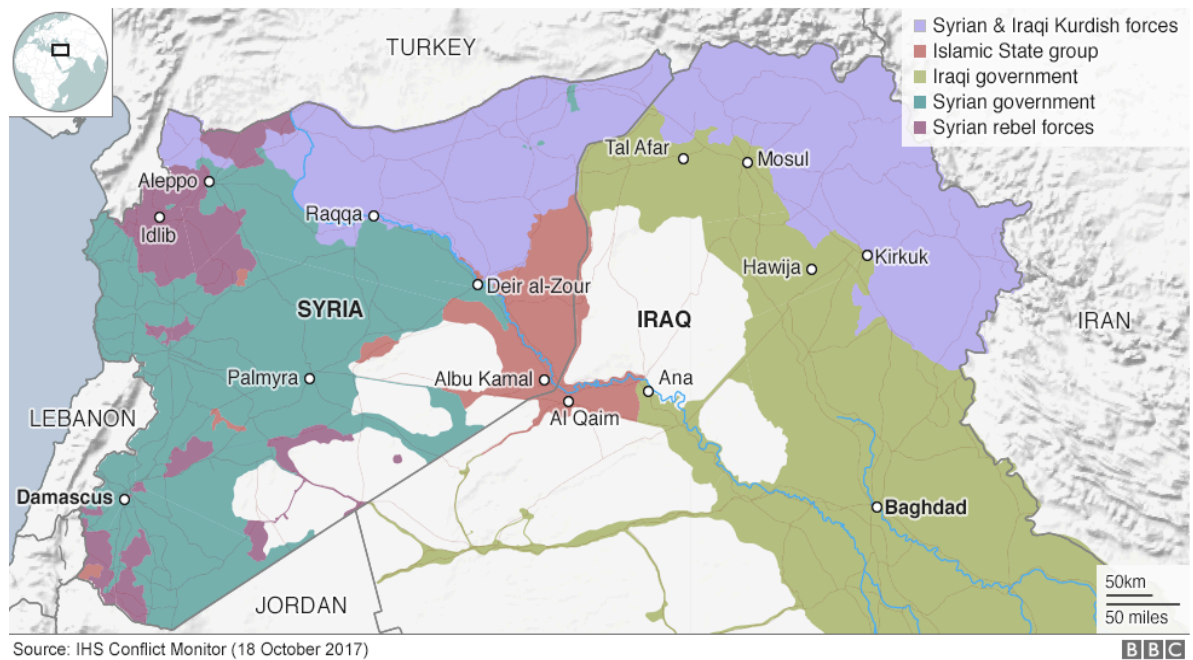 TURKEY
Syrian & Iraqi Kurdish forces
Islamic State group
Iraqi government
Syrian government
Syrian rebel forces
Tal Afar
Mosul
Aleppo
Raqqa
Idlib
Kirkuk
Hawija
Deir al-Zour
SYRIA
IRAQ
IRAN
Palmyra
Albu Kamal
Ana
Al Qaim
LEBANON
Damascus
Baghdad
JORDAN
50km
50 miles
Source: IHS Conflict Monitor (18 October 2017)
BBC